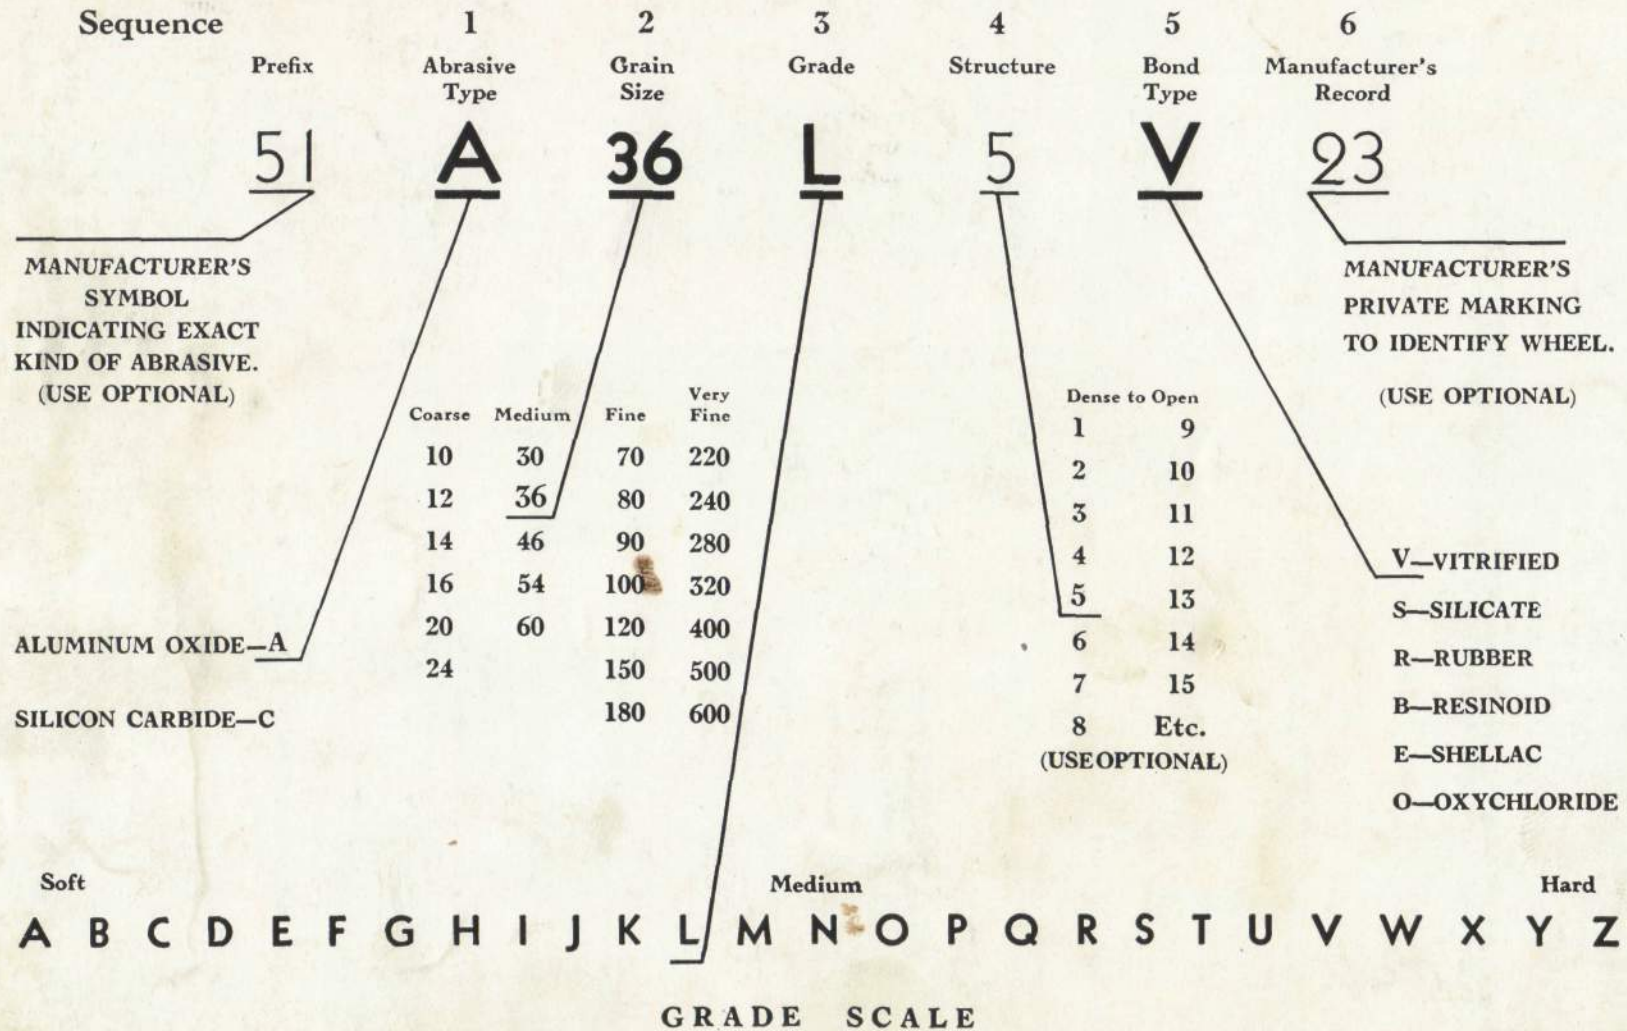 Sequence 1 2 3 4 5 6
Prefix Abrasive Type Grain Size Grade Structure Bond Type Manufacturer's Record
51 A 36 L 5 V 23
MANUFACTURER'S
SYMBOL
INDICATING EXACT
KIND OF ABRASIVE.
(USE OPTIONAL)
MANUFACTURER'S
PRIVATE MARKING
TO IDENTIFY WHEEL.
(USE OPTIONAL)
ALUMINUM OXIDE—A
SILICON CARBIDE—C
Coarse Medium Fine Very Fine
10 30 70 220
12 36 80 240
14 46 90 280
16 54 100 320
20 60 120 400
24 150 500
180 600
Dense to Open
1 9
2 10
3 11
4 12
5 13
6 14
7 15
8 Etc.
(USE OPTIONAL)
V—VITRIFIED
S—SILICATE
R—RUBBER
B—RESINOID
E—SHELLAC
O—OXYCHLORIDE
Soft Medium Hard
A B C D E F G H I J K L M N O P Q R S T U V W X Y Z
GRADE SCALE